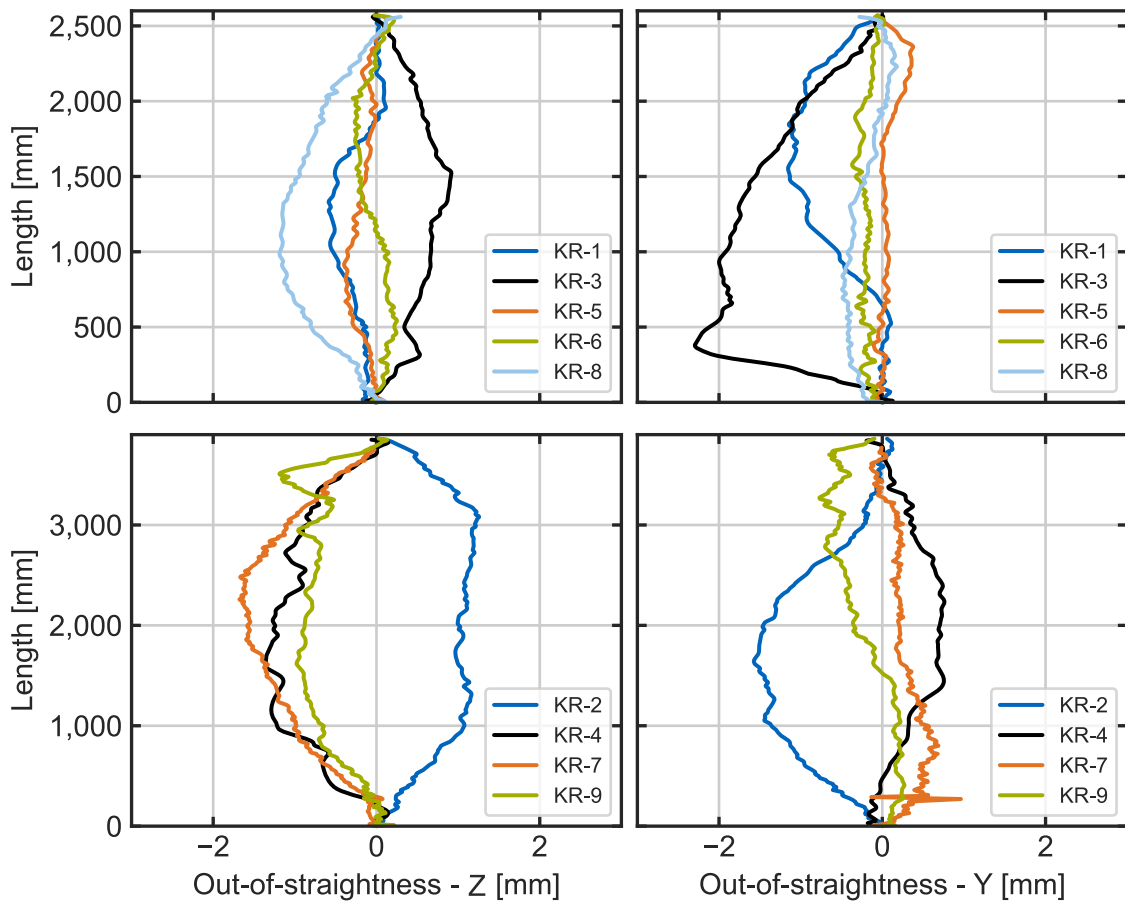 2,500
2,000
1,500
1,000
500
0
Length [mm]
KR-1
KR-3
KR-5
KR-6
KR-8
KR-1
KR-3
KR-5
KR-6
KR-8
3,000
2,000
1,000
0
Length [mm]
KR-2
KR-4
KR-7
KR-9
KR-2
KR-4
KR-7
KR-9
−2 0 2
−2 0 2
Out-of-straightness - Z [mm]
Out-of-straightness - Y [mm]